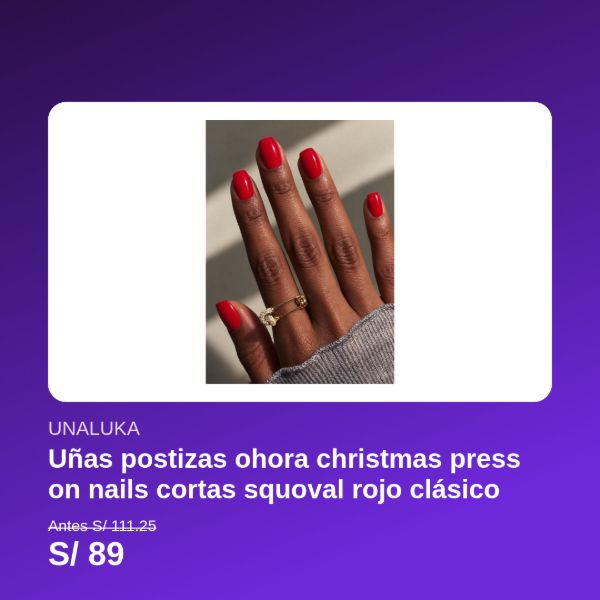 UNALUKA
Uñas postizas ohora christmas press
on nails cortas squoval rojo clásico
Antes S/ 111.25
S/ 89